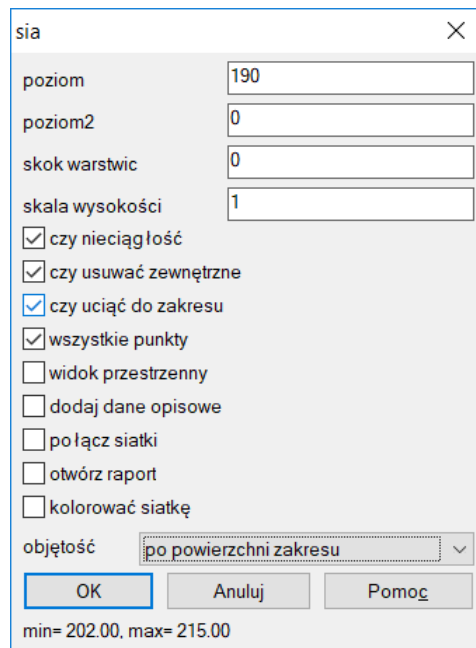 sia
poziom 190
poziom2 0
skok warstwic 0
skala wysokości 1
czy nieciągłość
czy usuwać zewnętrzne
czy uciąć do zakresu
wszystkie punkty
widok przestrzenny
dodaj dane opisowe
połącz siatki
otwórz raport
kolorować siatkę
objętość po powierzchni zakresu
OK Anuluj Pomoc
min= 202.00, max= 215.00